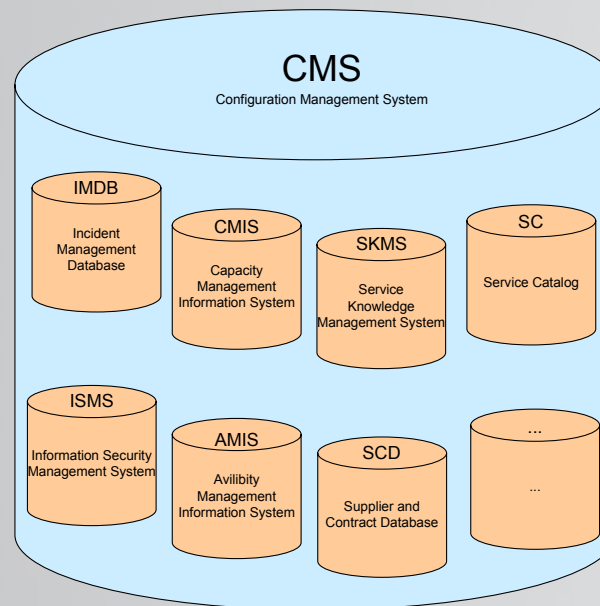 CMS
Configuration Management System
IMDB
Incident
Management
Database
CMIS
Capacity
Management
Information System
SKMS
Service
Knowledge
Management System
SC
Service Catalog
ISMS
Information Security
Management System
AMIS
Avilibity
Management
Information System
SCD
Supplier and
Contract Database
...
...